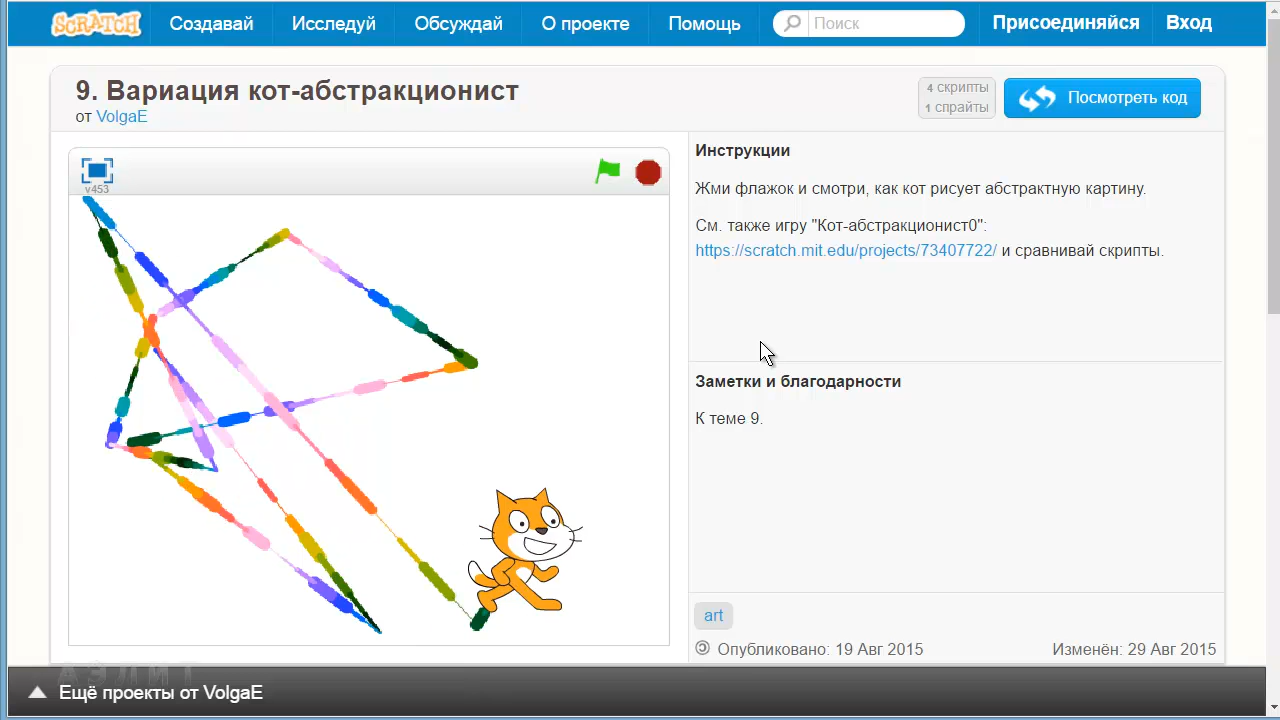 SCRATCH Создавай Исследуй Обсуждай О проекте Помощь Поиск Присоединяйся Вход
9. Вариация кот-абстракционист
от VolgaE
4 скрипты
1 спрайты
Посмотреть код
v453
Инструкции
Жми флажок и смотри, как кот рисует абстрактную картину.
См. также игру "Кот-абстракционист0":
https://scratch.mit.edu/projects/73407722/ и сравнивай скрипты.
Заметки и благодарности
К теме 9.
art
Опубликовано: 19 Авг 2015 Изменён: 29 Авг 2015
Ещё проекты от VolgaE